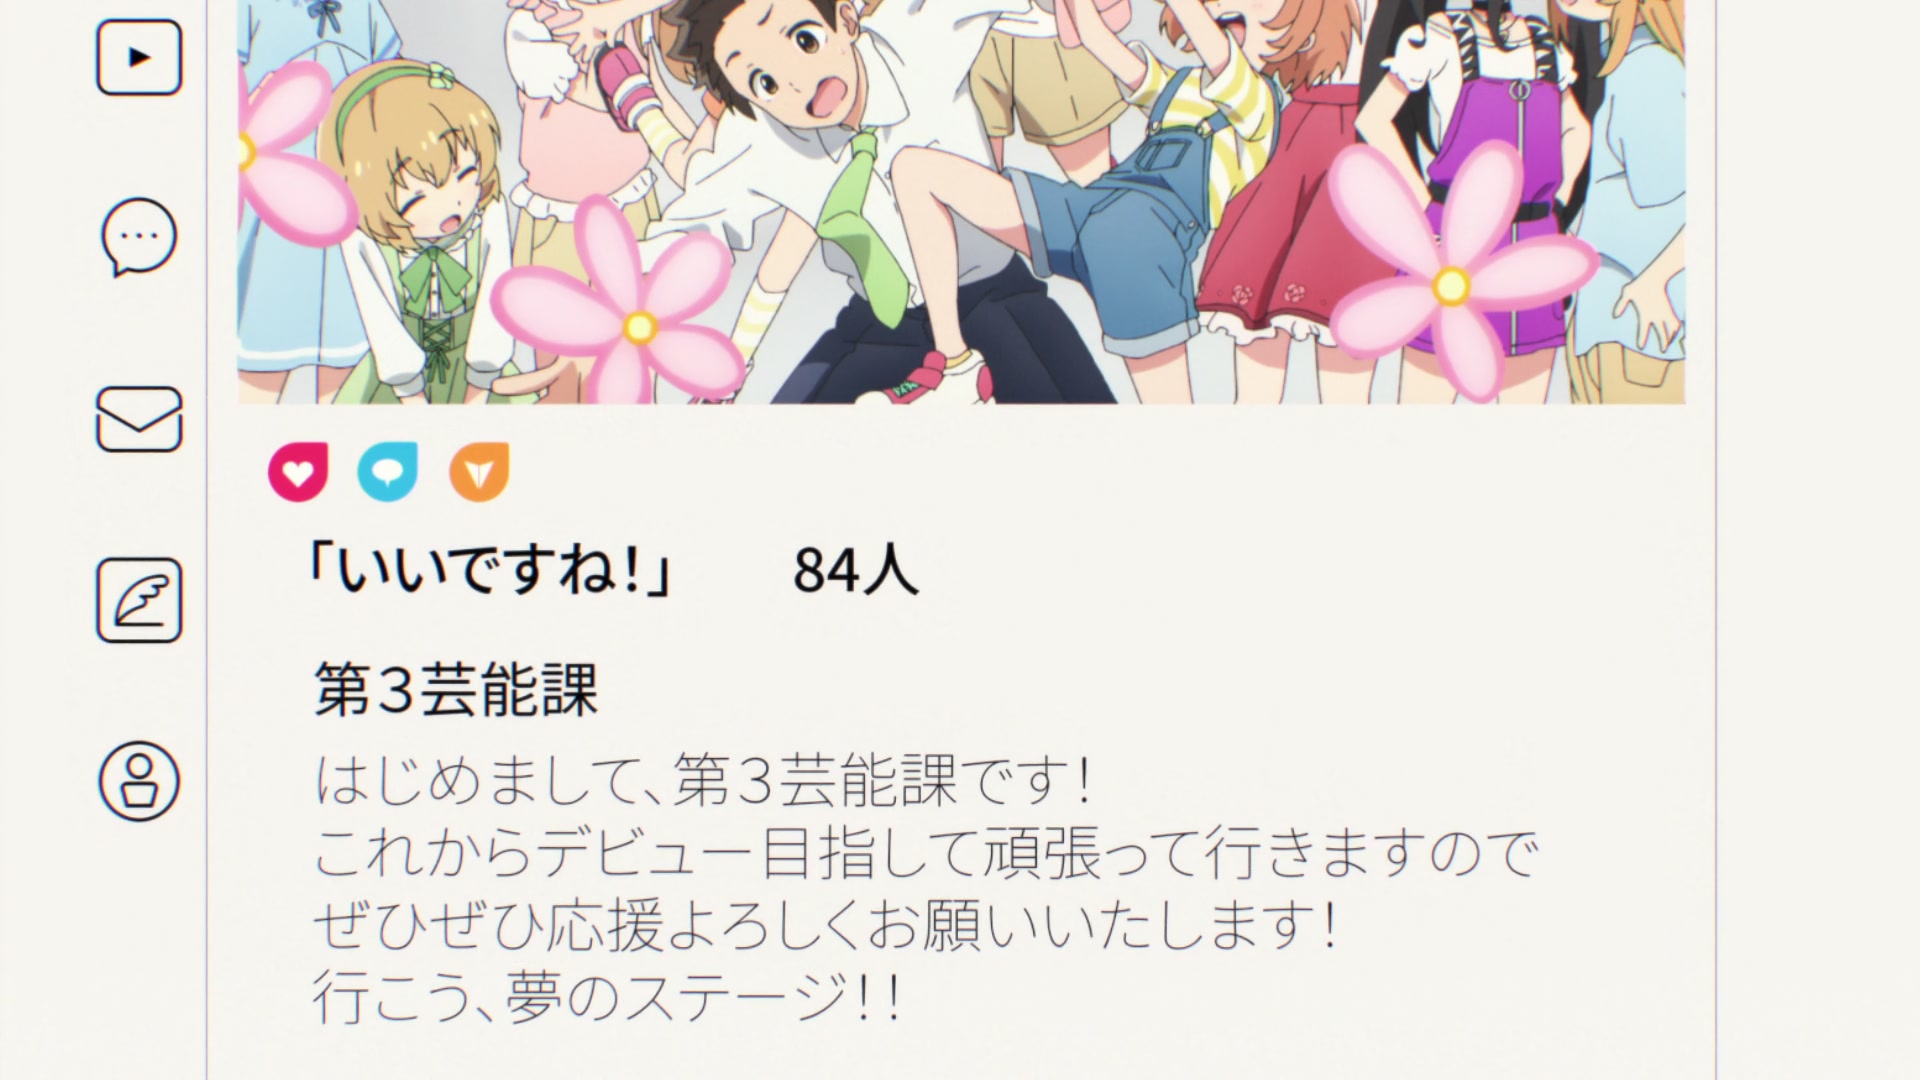 「いいですね!」　84人
第3芸能課
はじめまして、第3芸能課です!
これからデビュー目指して頑張って行きますので
ぜひぜひ応援よろしくお願いいたします!
行こう、夢のステージ!!